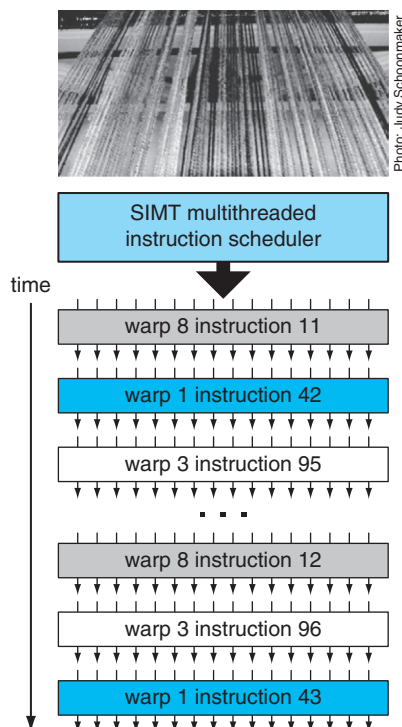 Photo: Judy Schoonmaker
SIMT multithreaded
instruction scheduler
time
warp 8 instruction 11
warp 1 instruction 42
warp 3 instruction 95
. . .
warp 8 instruction 12
warp 3 instruction 96
warp 1 instruction 43